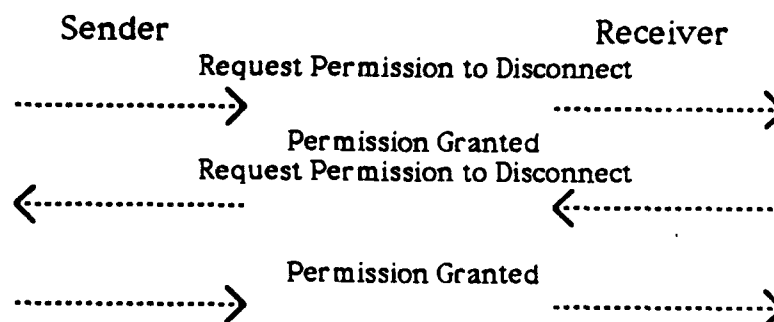 Sender
Receiver
Request Permission to Disconnect
Permission Granted
Request Permission to Disconnect
Permission Granted